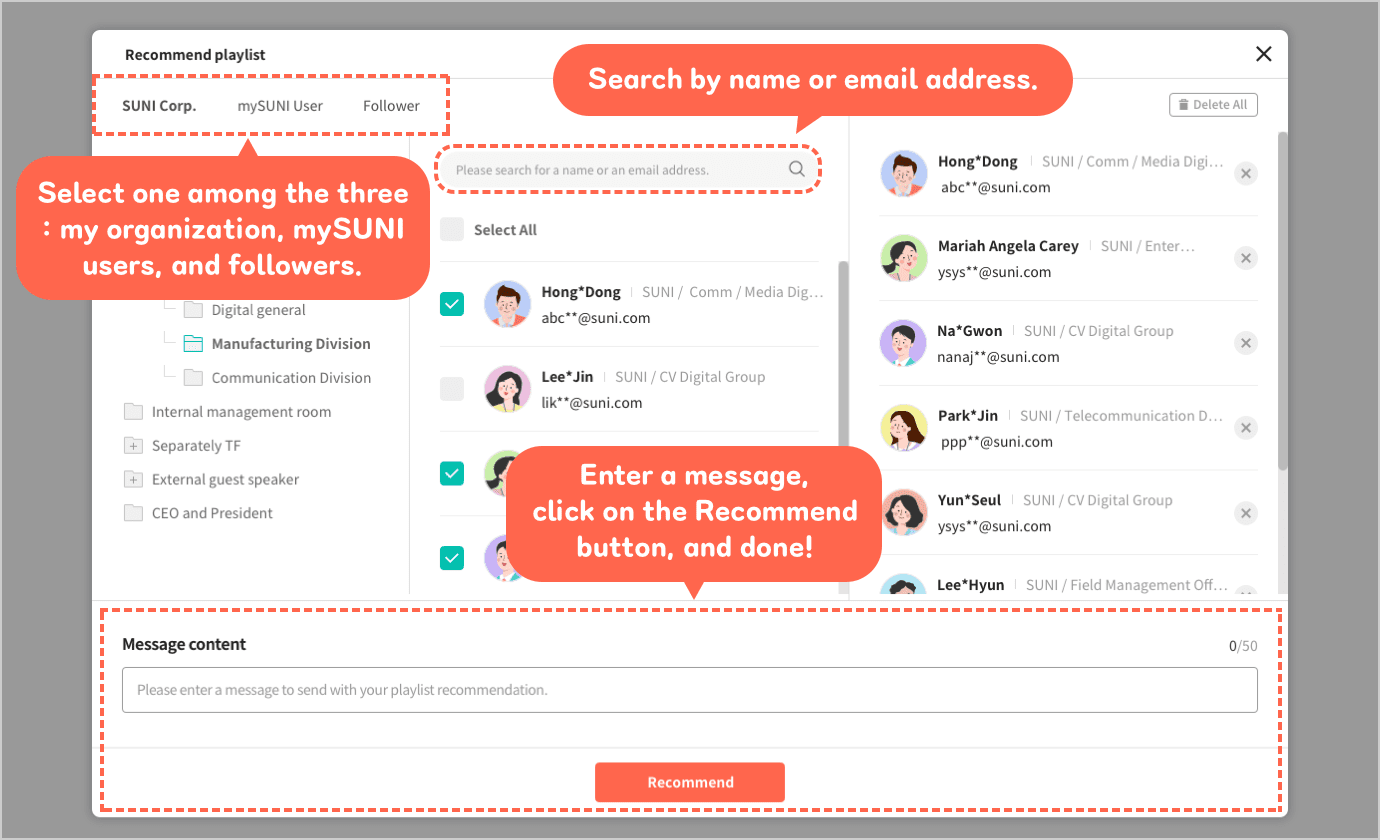 Recommend playlist
Search by name or email address.
SUNI Corp. mySUNI User Follower
Delete All
Select one among the three
: my organization, mySUNI
users, and followers.
Digital general
Manufacturing Division
Communication Division
Internal management room
Separately TF
External guest speaker
CEO and President
Please search for a name or an email address.
Select All
Hong*Dong SUNI / Comm / Media Dig...
abc**@suni.com
Lee*Jin SUNI / CV Digital Group
lik**@suni.com
Enter a message,
click on the Recommend
button, and done!
Hong*Dong SUNI / Comm / Media Digi...
abc**@suni.com
Mariah Angela Carey SUNI / Enter...
ysys**@suni.com
Na*Gwon SUNI / CV Digital Group
nanaj**@suni.com
Park*Jin SUNI / Telecommunication D...
ppp**@suni.com
Yun*Seul SUNI / CV Digital Group
ysys**@suni.com
Lee*Hyun SUNI / Field Management Off...
Message content
0/50
Please enter a message to send with your playlist recommendation.
Recommend